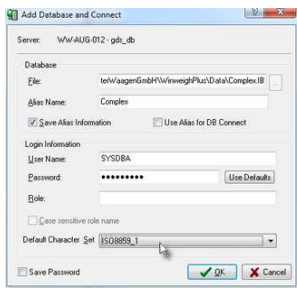 Add Database and Connect
Server: WW-AUG-012 - gds_db
Database
File: terWaagenGmbH\WinweighPlus\Data\Complex.IB
...
Alias Name: Complex
Save Alias Information Use Alias for DB Connect
Login Information
User Name: SYSDBA
Password: ••••••••• Use Defaults
Role:
Case sensitive role name
Default Character Set ISO8859_1
Save Password OK Cancel